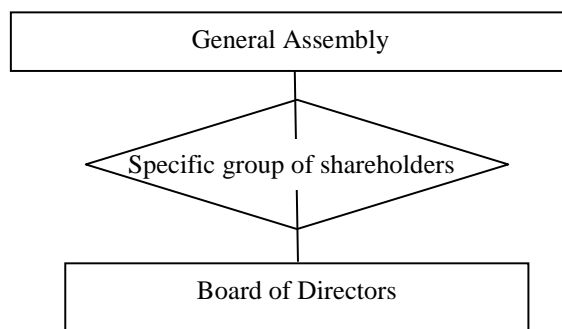 General Assembly
Specific group of shareholders
Board of Directors